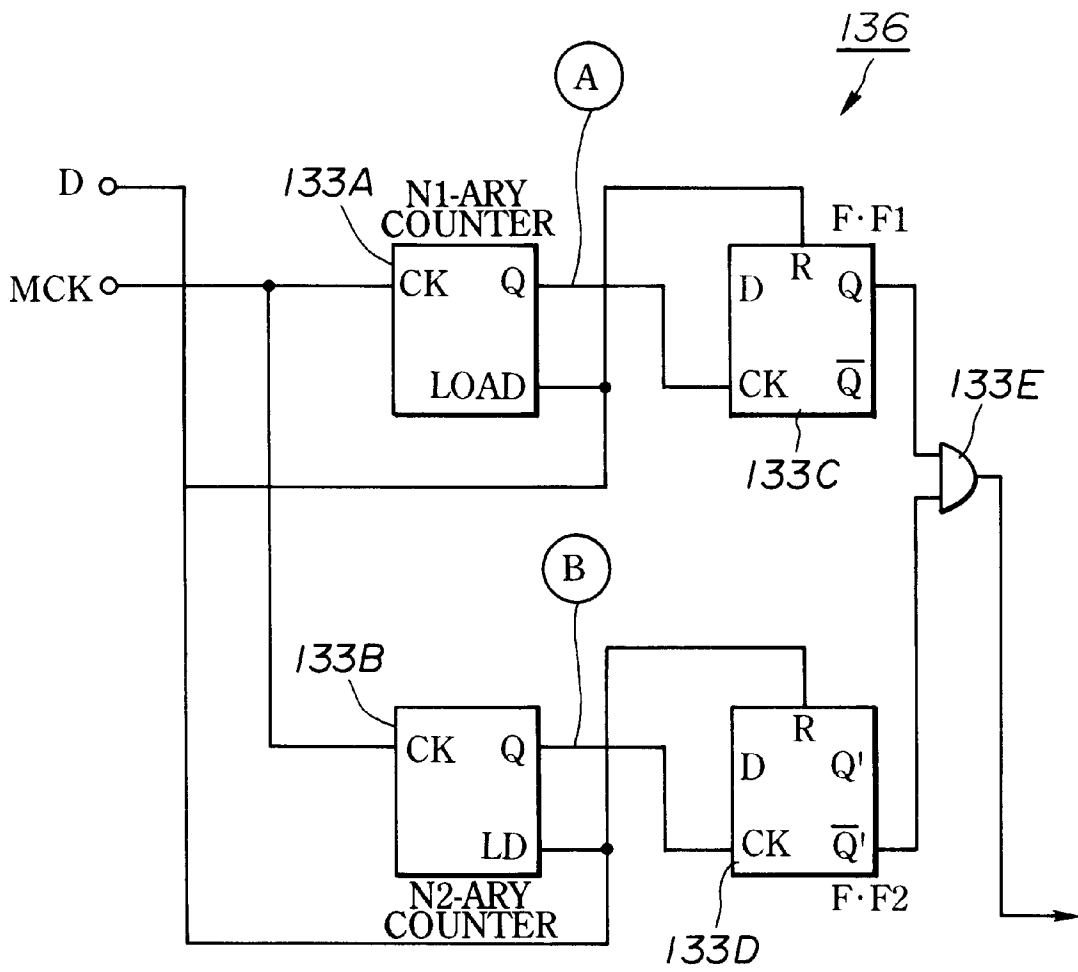 136
A
D
133A
N1-ARY
COUNTER
F·F1
MCK
CK
Q
D
R
Q
LOAD
CK
Q̅
133E
133C
B
133B
CK
Q
D
R
Q'
LD
CK
Q̅'
N2-ARY
COUNTER
F·F2
133D